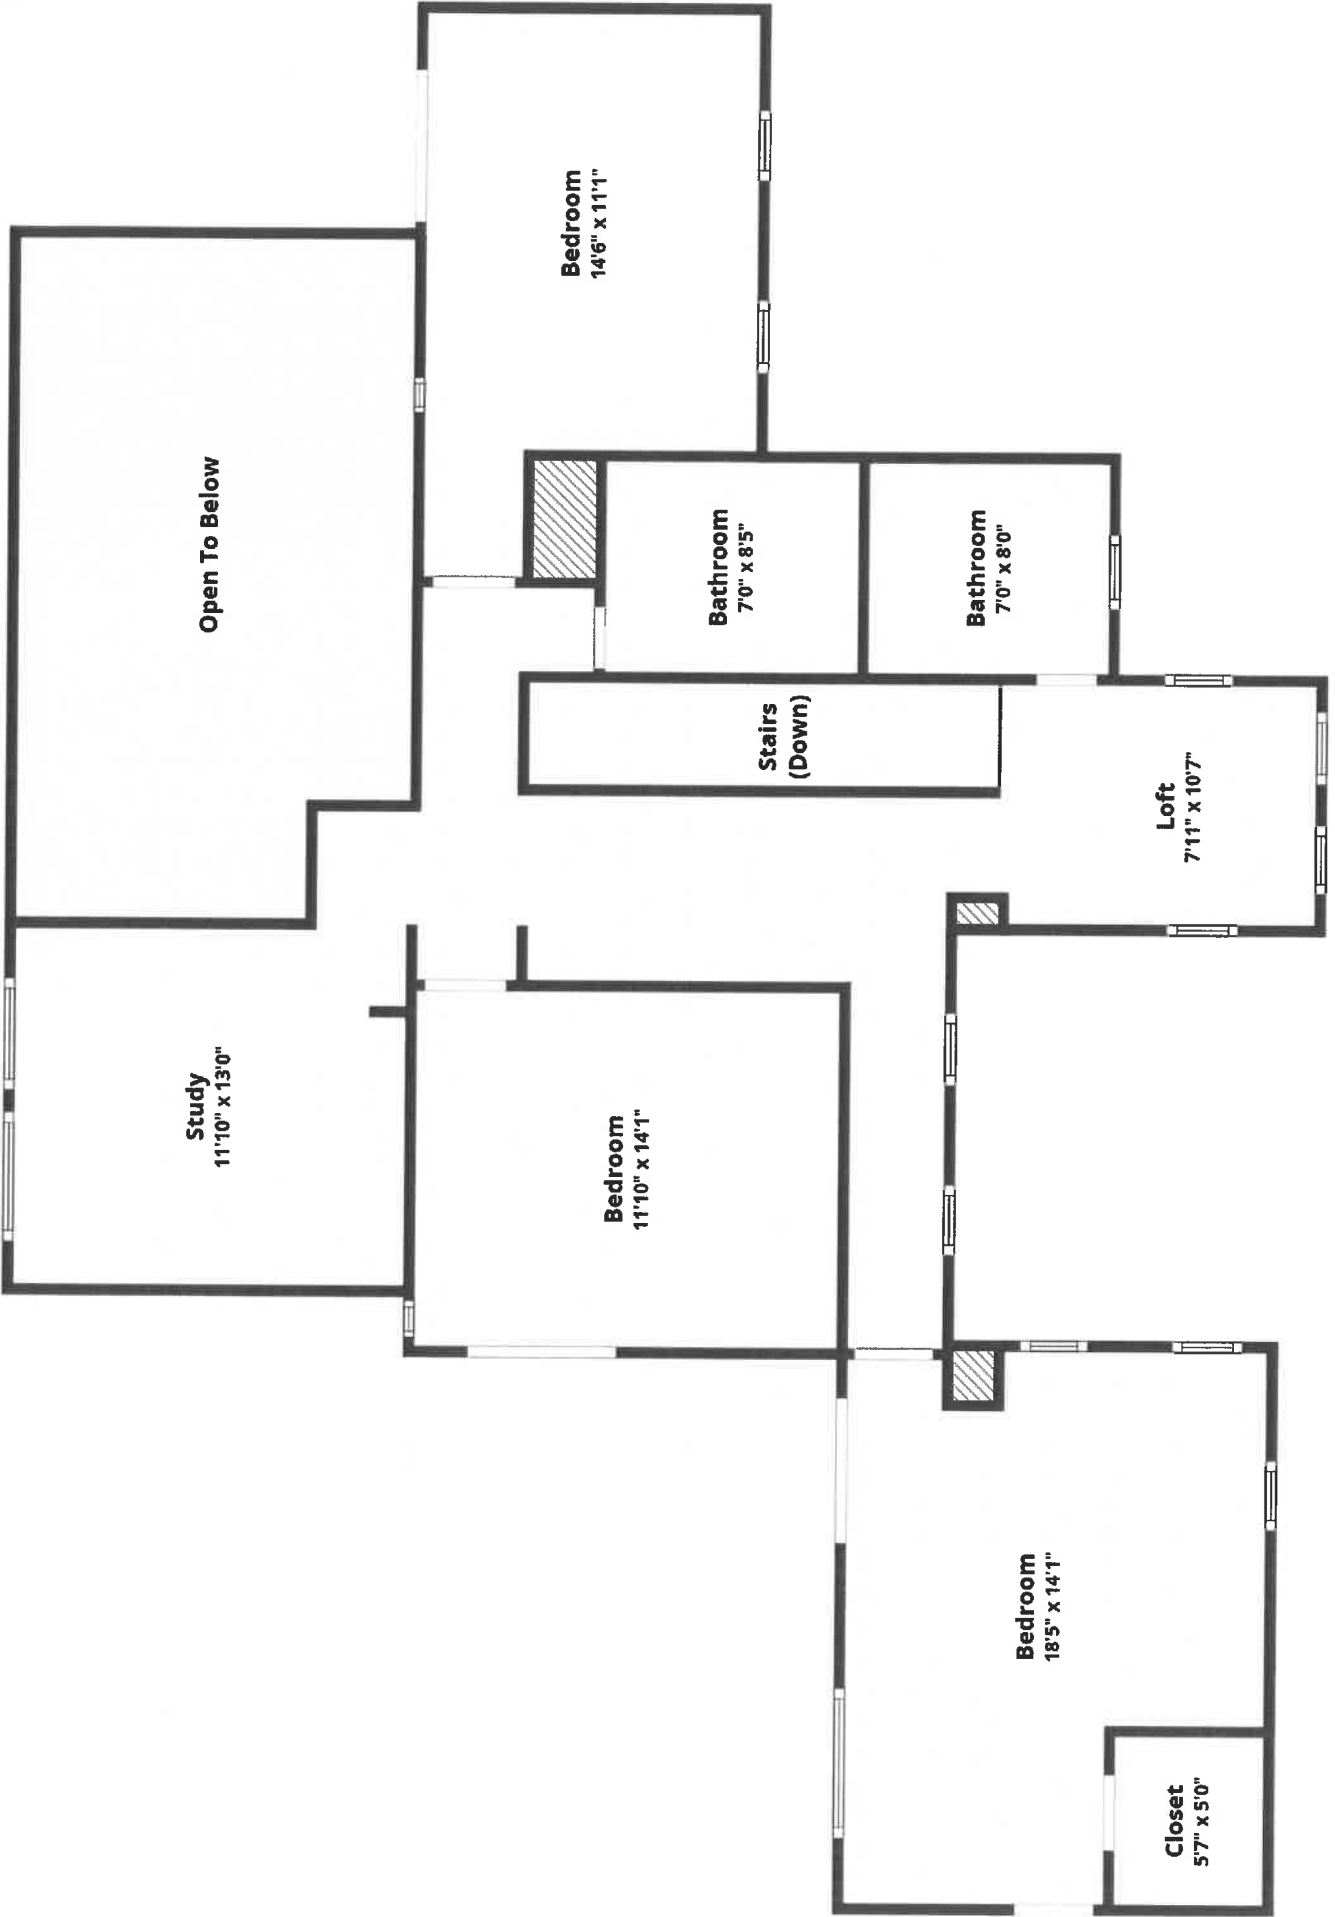 Bedroom
14'6" x 11'1"
Open To Below
Bathroom
7'0" x 8'5"
Bathroom
7'0" x 8'0"
Stairs
(Down)
Loft
7'11" x 10'7"
Study
11'10" x 13'0"
Bedroom
11'10" x 14'1"
Bedroom
18'5" x 14'1"
Closet
5'7" x 5'0"